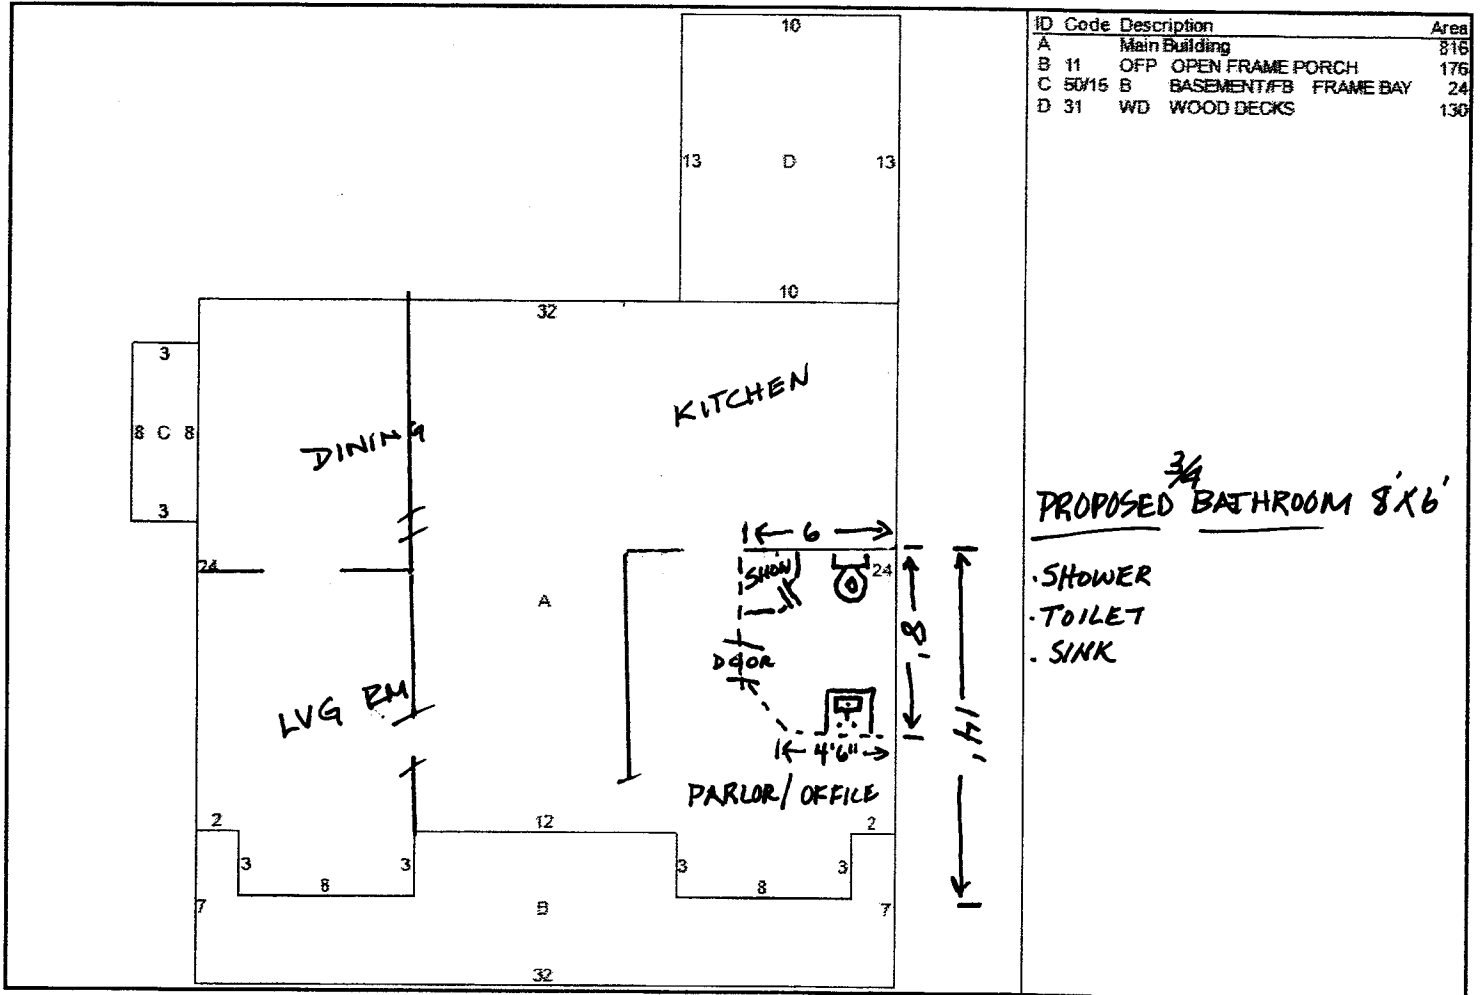 ID Code Description Area
A Main Building 816
B 11 OFP OPEN FRAME PORCH 176
C 50/15 B BASEMENT/FB FRAME BAY 24
D 31 WD WOOD DECKS 130
10
13 D 13
10
32
3
8 C 8
3
DINING
KITCHEN
PROPOSED 3/4 BATHROOM 8'X6'
· SHOWER
· TOILET
· SINK
6
24
24
SHOW
A
8'
14'
DOOR
LVG RM
4'6"
PARLOR/OFFICE
2
12
2
3
3
3
3
8
8
7
B
7
32